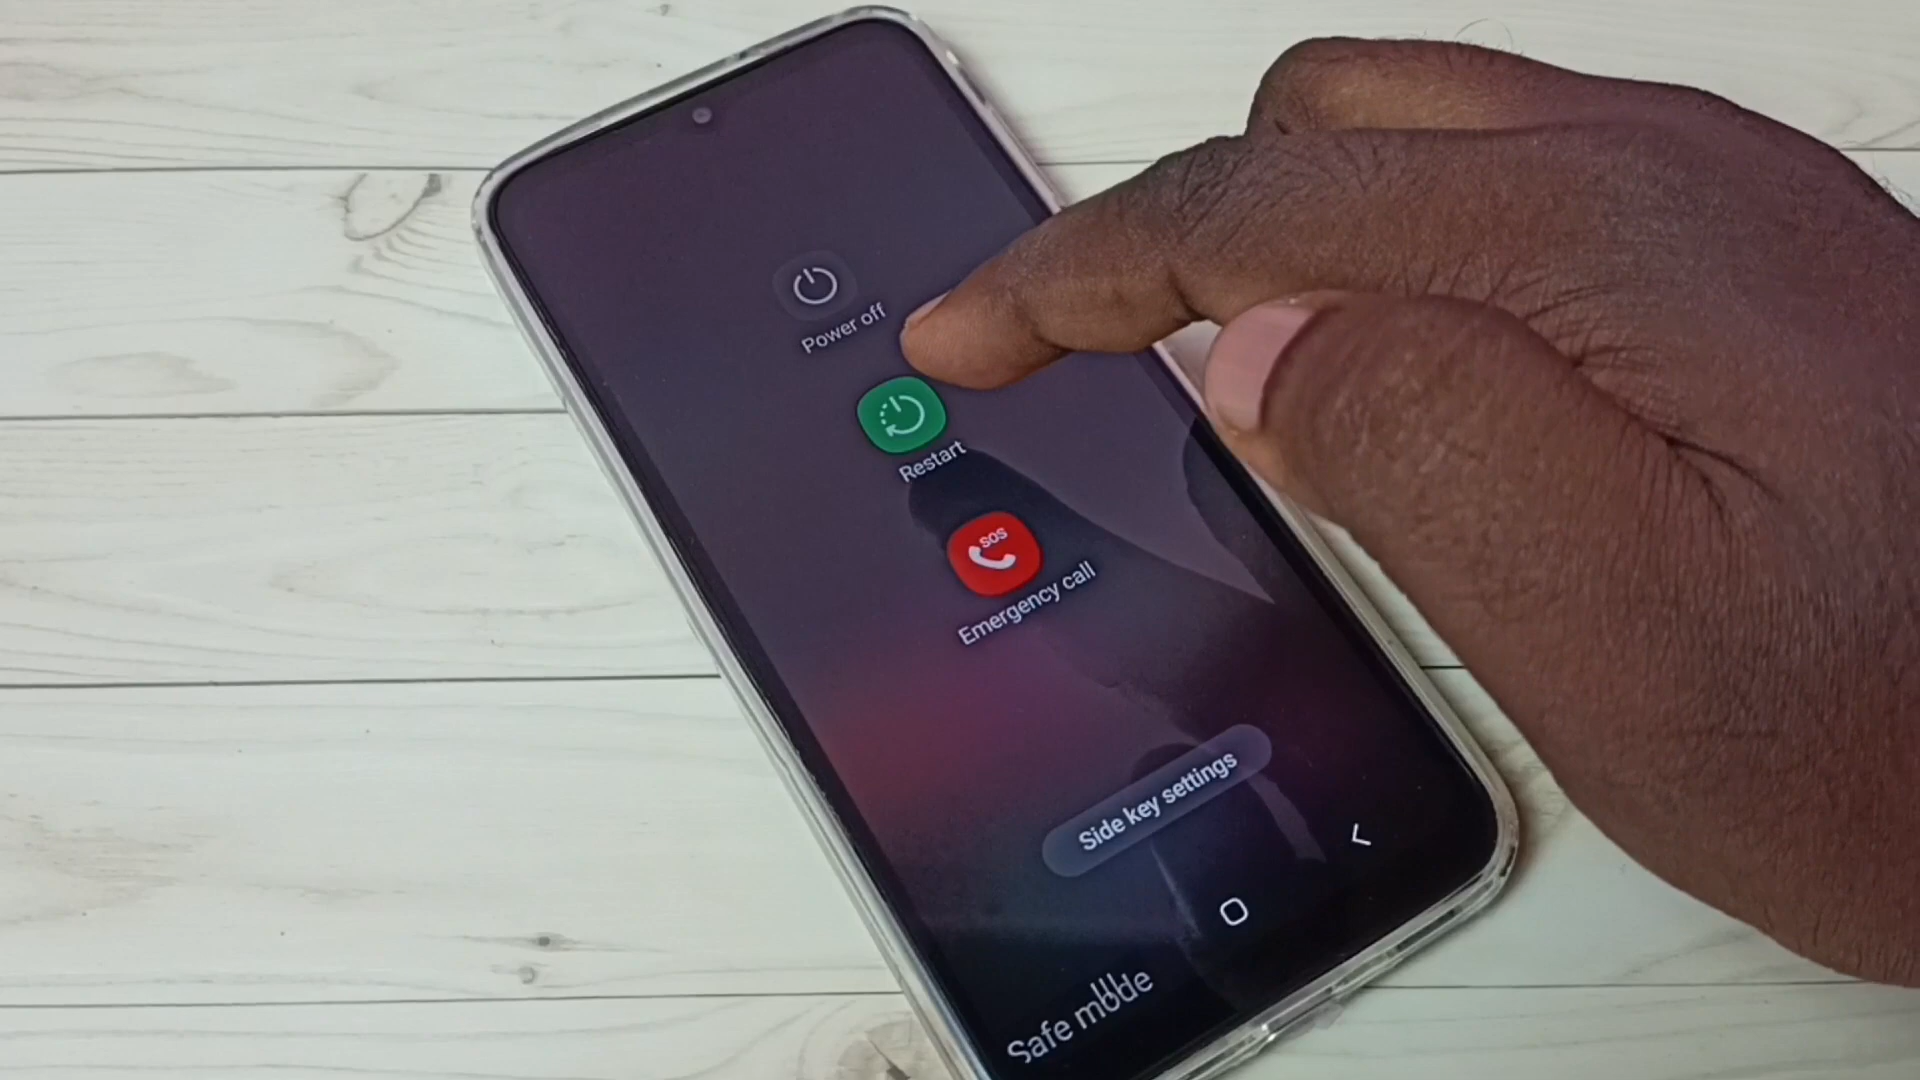 Power off
Restart
SOS
Emergency call
Side key settings
Safe mode